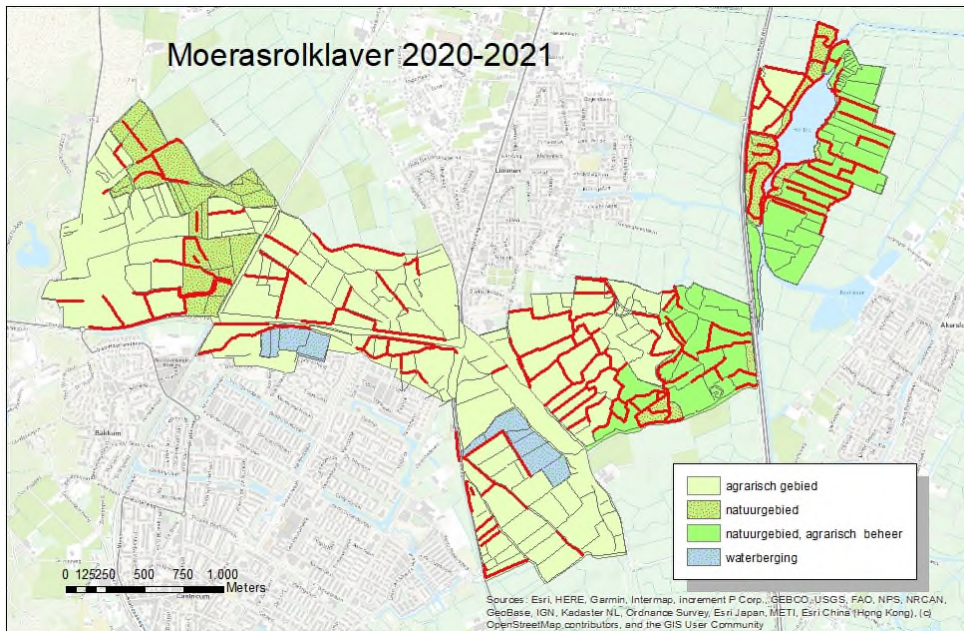 Moerasrolklaver 2020-2021
Limmen
Bakkum
Castricum
agrarisch gebied
natuurgebied
natuurgebied, agrarisch beheer
waterberging
0 125250 500 750 1.000
Meters
Sources: Esri, HERE, Garmin, Intermap, increment P Corp., GEBCO, USGS, FAO, NPS, NRCAN,
GeoBase, IGN, Kadaster NL, Ordnance Survey, Esri Japan, METI, Esri China (Hong Kong), (c)
OpenStreetMap contributors, and the GIS User Community